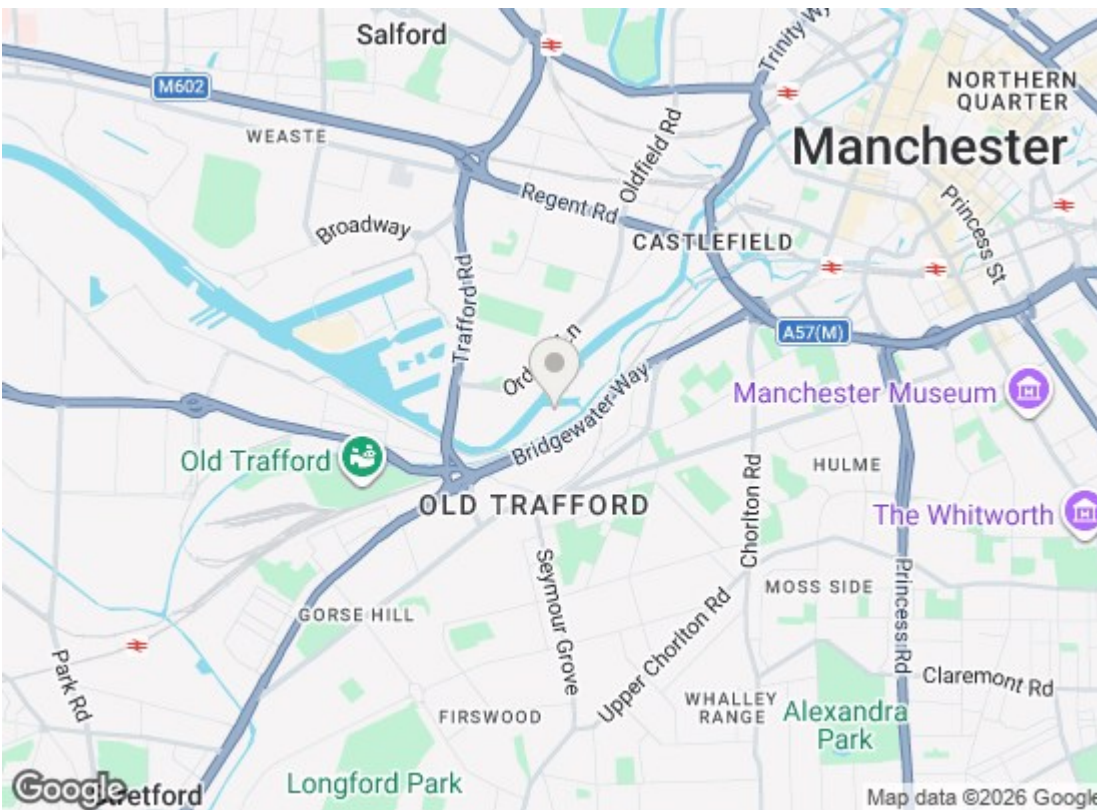 Salford
Trinity Wy
M602
NORTHERN
QUARTER
WEASTE
Oldfield Rd
Manchester
Regent Rd
Princess St
Broadway
CASTLEFIELD
Trafford Rd
A57(M)
Manchester Museum
Bridgewater Way
Old Trafford
HULME
OLD TRAFFORD
Chorlton Rd
The Whitworth
Seymour Grove
MOSS SIDE
Princess Rd
GORSE HILL
Upper Chorlton Rd
Claremont Rd
Park Rd
WHALLEY
RANGE
FIRSWOOD
Alexandra
Park
Longford Park
Google
Map data ©2026 Google